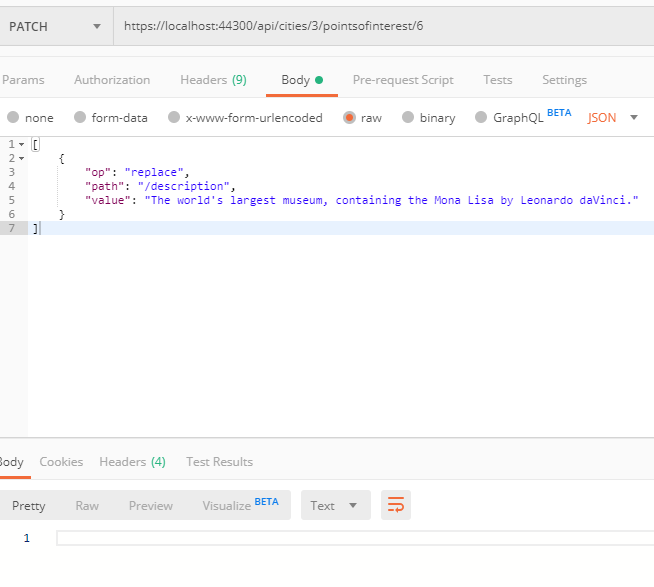 PATCH https://localhost:44300/api/cities/3/pointsofinterest/6
Params Authorization Headers (9) Body Pre-request Script Tests Settings
none form-data x-www-form-urlencoded raw binary GraphQL BETA JSON
1 [
2 {
3 "op": "replace",
4 "path": "/description",
5 "value": "The world's largest museum, containing the Mona Lisa by Leonardo daVinci."
6 }
7 ]
Body Cookies Headers (4) Test Results
Pretty Raw Preview Visualize BETA Text
1